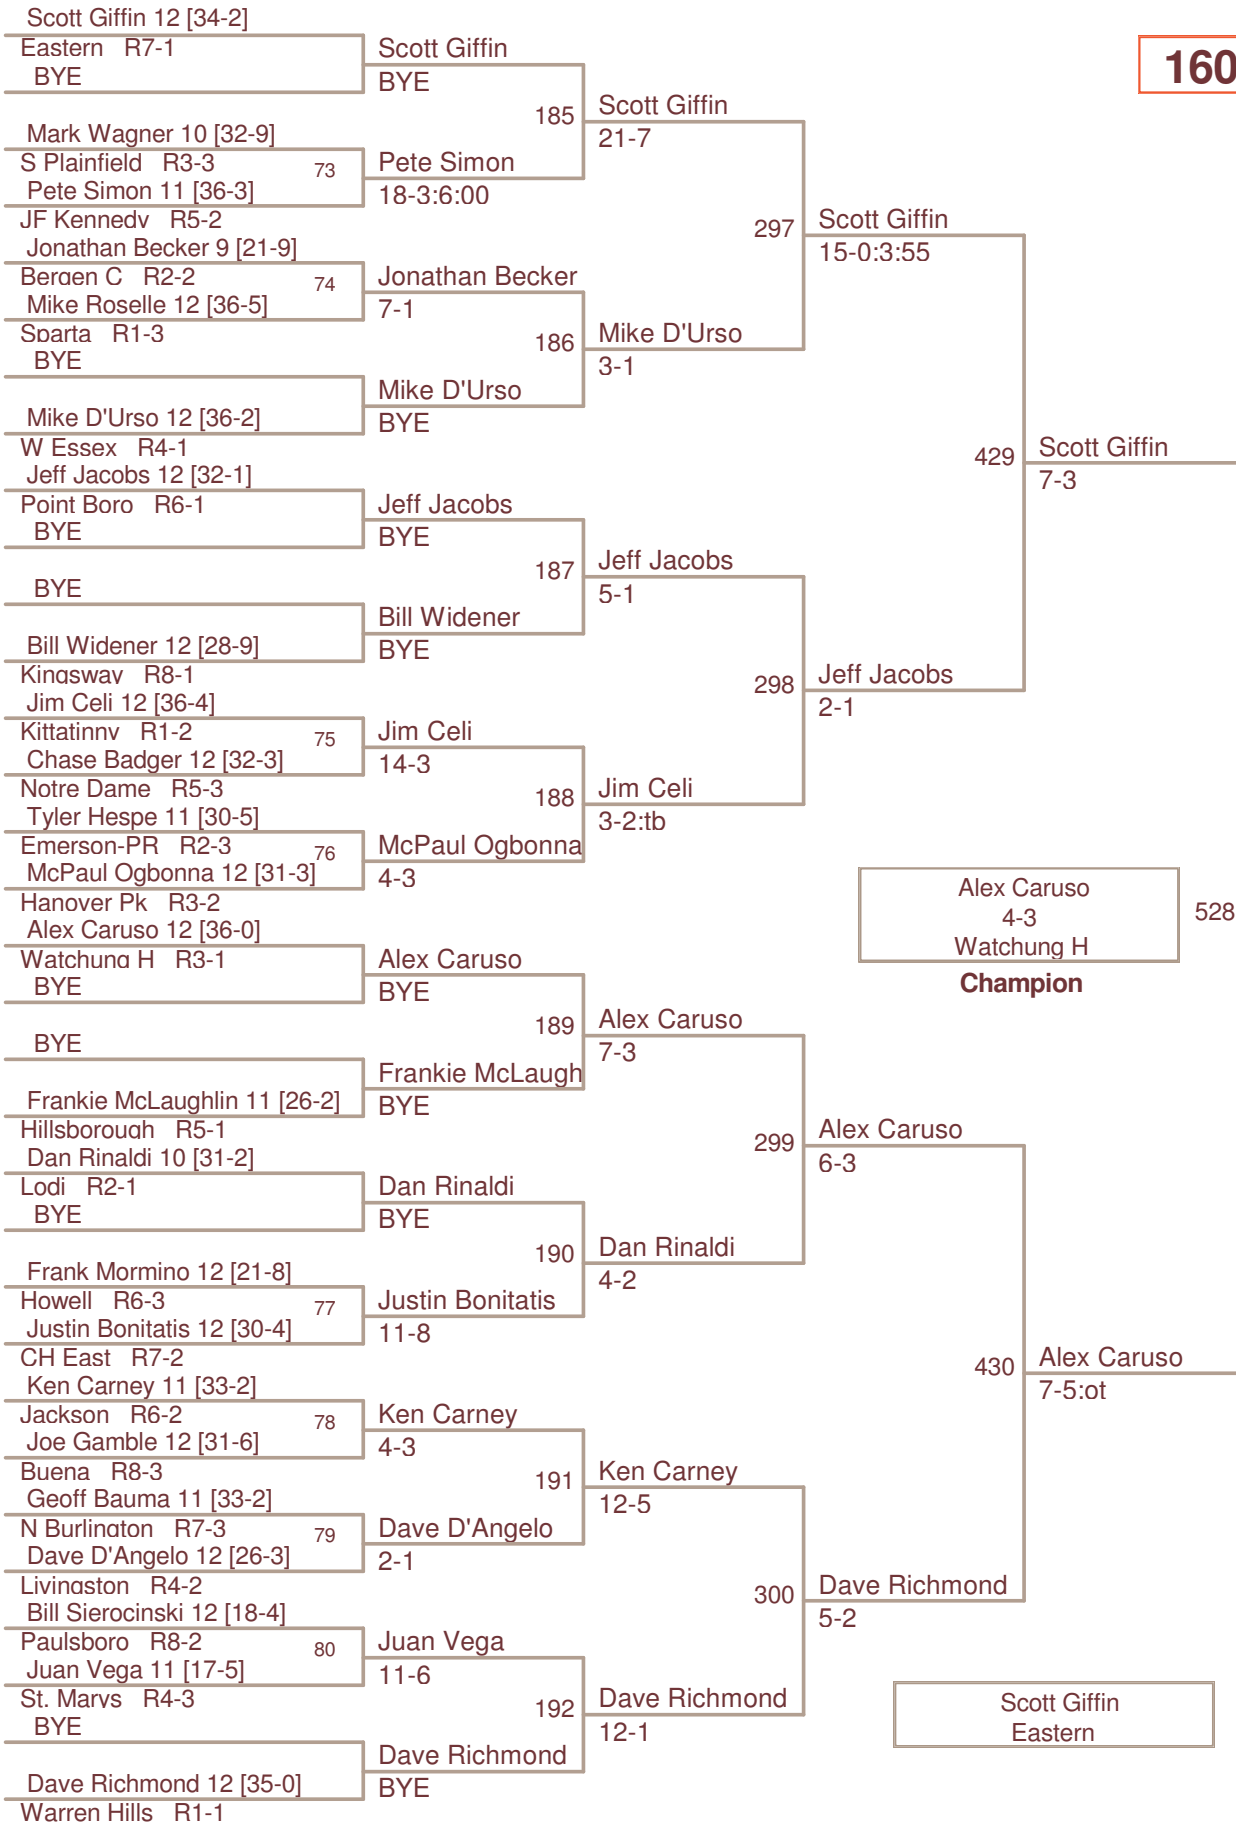 Scott Giffin 12 [34-2]
Eastern R7-1
BYE
Mark Wagner 10 [32-9]
S Plainfield R3-3
73
Pete Simon 11 [36-3]
JF Kennedy R5-2
Jonathan Becker 9 [21-9]
Bergen C R2-2
74
Mike Roselle 12 [36-5]
Sparta R1-3
BYE
Mike D'Urso 12 [36-2]
W Essex R4-1
Jeff Jacobs 12 [32-1]
Point Boro R6-1
BYE
BYE
Bill Widener 12 [28-9]
Kingsway R8-1
Jim Celi 12 [36-4]
Kittatinny R1-2
75
Chase Badger 12 [32-3]
Notre Dame R5-3
Tyler Hespe 11 [30-5]
Emerson-PR R2-3
76
McPaul Ogbonna 12 [31-3]
Hanover Pk R3-2
Alex Caruso 12 [36-0]
Watchung H R3-1
BYE
BYE
Frankie McLaughlin 11 [26-2]
Hillsborough R5-1
Dan Rinaldi 10 [31-2]
Lodi R2-1
BYE
Frank Mormino 12 [21-8]
Howell R6-3
77
Justin Bonitatis 12 [30-4]
CH East R7-2
Ken Carney 11 [33-2]
Jackson R6-2
78
Joe Gamble 12 [31-6]
Buena R8-3
Geoff Bauma 11 [33-2]
N Burlington R7-3
79
Dave D'Angelo 12 [26-3]
Livingston R4-2
Bill Sierocinski 12 [18-4]
Paulsboro R8-2
80
Juan Vega 11 [17-5]
St. Marys R4-3
BYE
Dave Richmond 12 [35-0]
Warren Hills R1-1
Scott Giffin
BYE
185
Pete Simon
18-3:6:00
Jonathan Becker
7-1
186
Mike D'Urso
BYE
Jeff Jacobs
BYE
187
Bill Widener
BYE
Jim Celi
14-3
188
McPaul Ogbonna
4-3
Alex Caruso
BYE
189
Frankie McLaugh
BYE
Dan Rinaldi
BYE
190
Justin Bonitatis
11-8
Ken Carney
4-3
191
Dave D'Angelo
2-1
Juan Vega
11-6
192
Dave Richmond
BYE
Scott Giffin
21-7
297
Mike D'Urso
3-1
Jeff Jacobs
5-1
298
Jim Celi
3-2:tb
Alex Caruso
7-3
299
Dan Rinaldi
4-2
Ken Carney
12-5
300
Dave Richmond
12-1
Scott Giffin
15-0:3:55
429
Jeff Jacobs
2-1
Alex Caruso
6-3
430
Dave Richmond
5-2
160
Scott Giffin
7-3
Alex Caruso
4-3
Watchung H
528
Champion
Alex Caruso
7-5:ot
Scott Giffin
Eastern